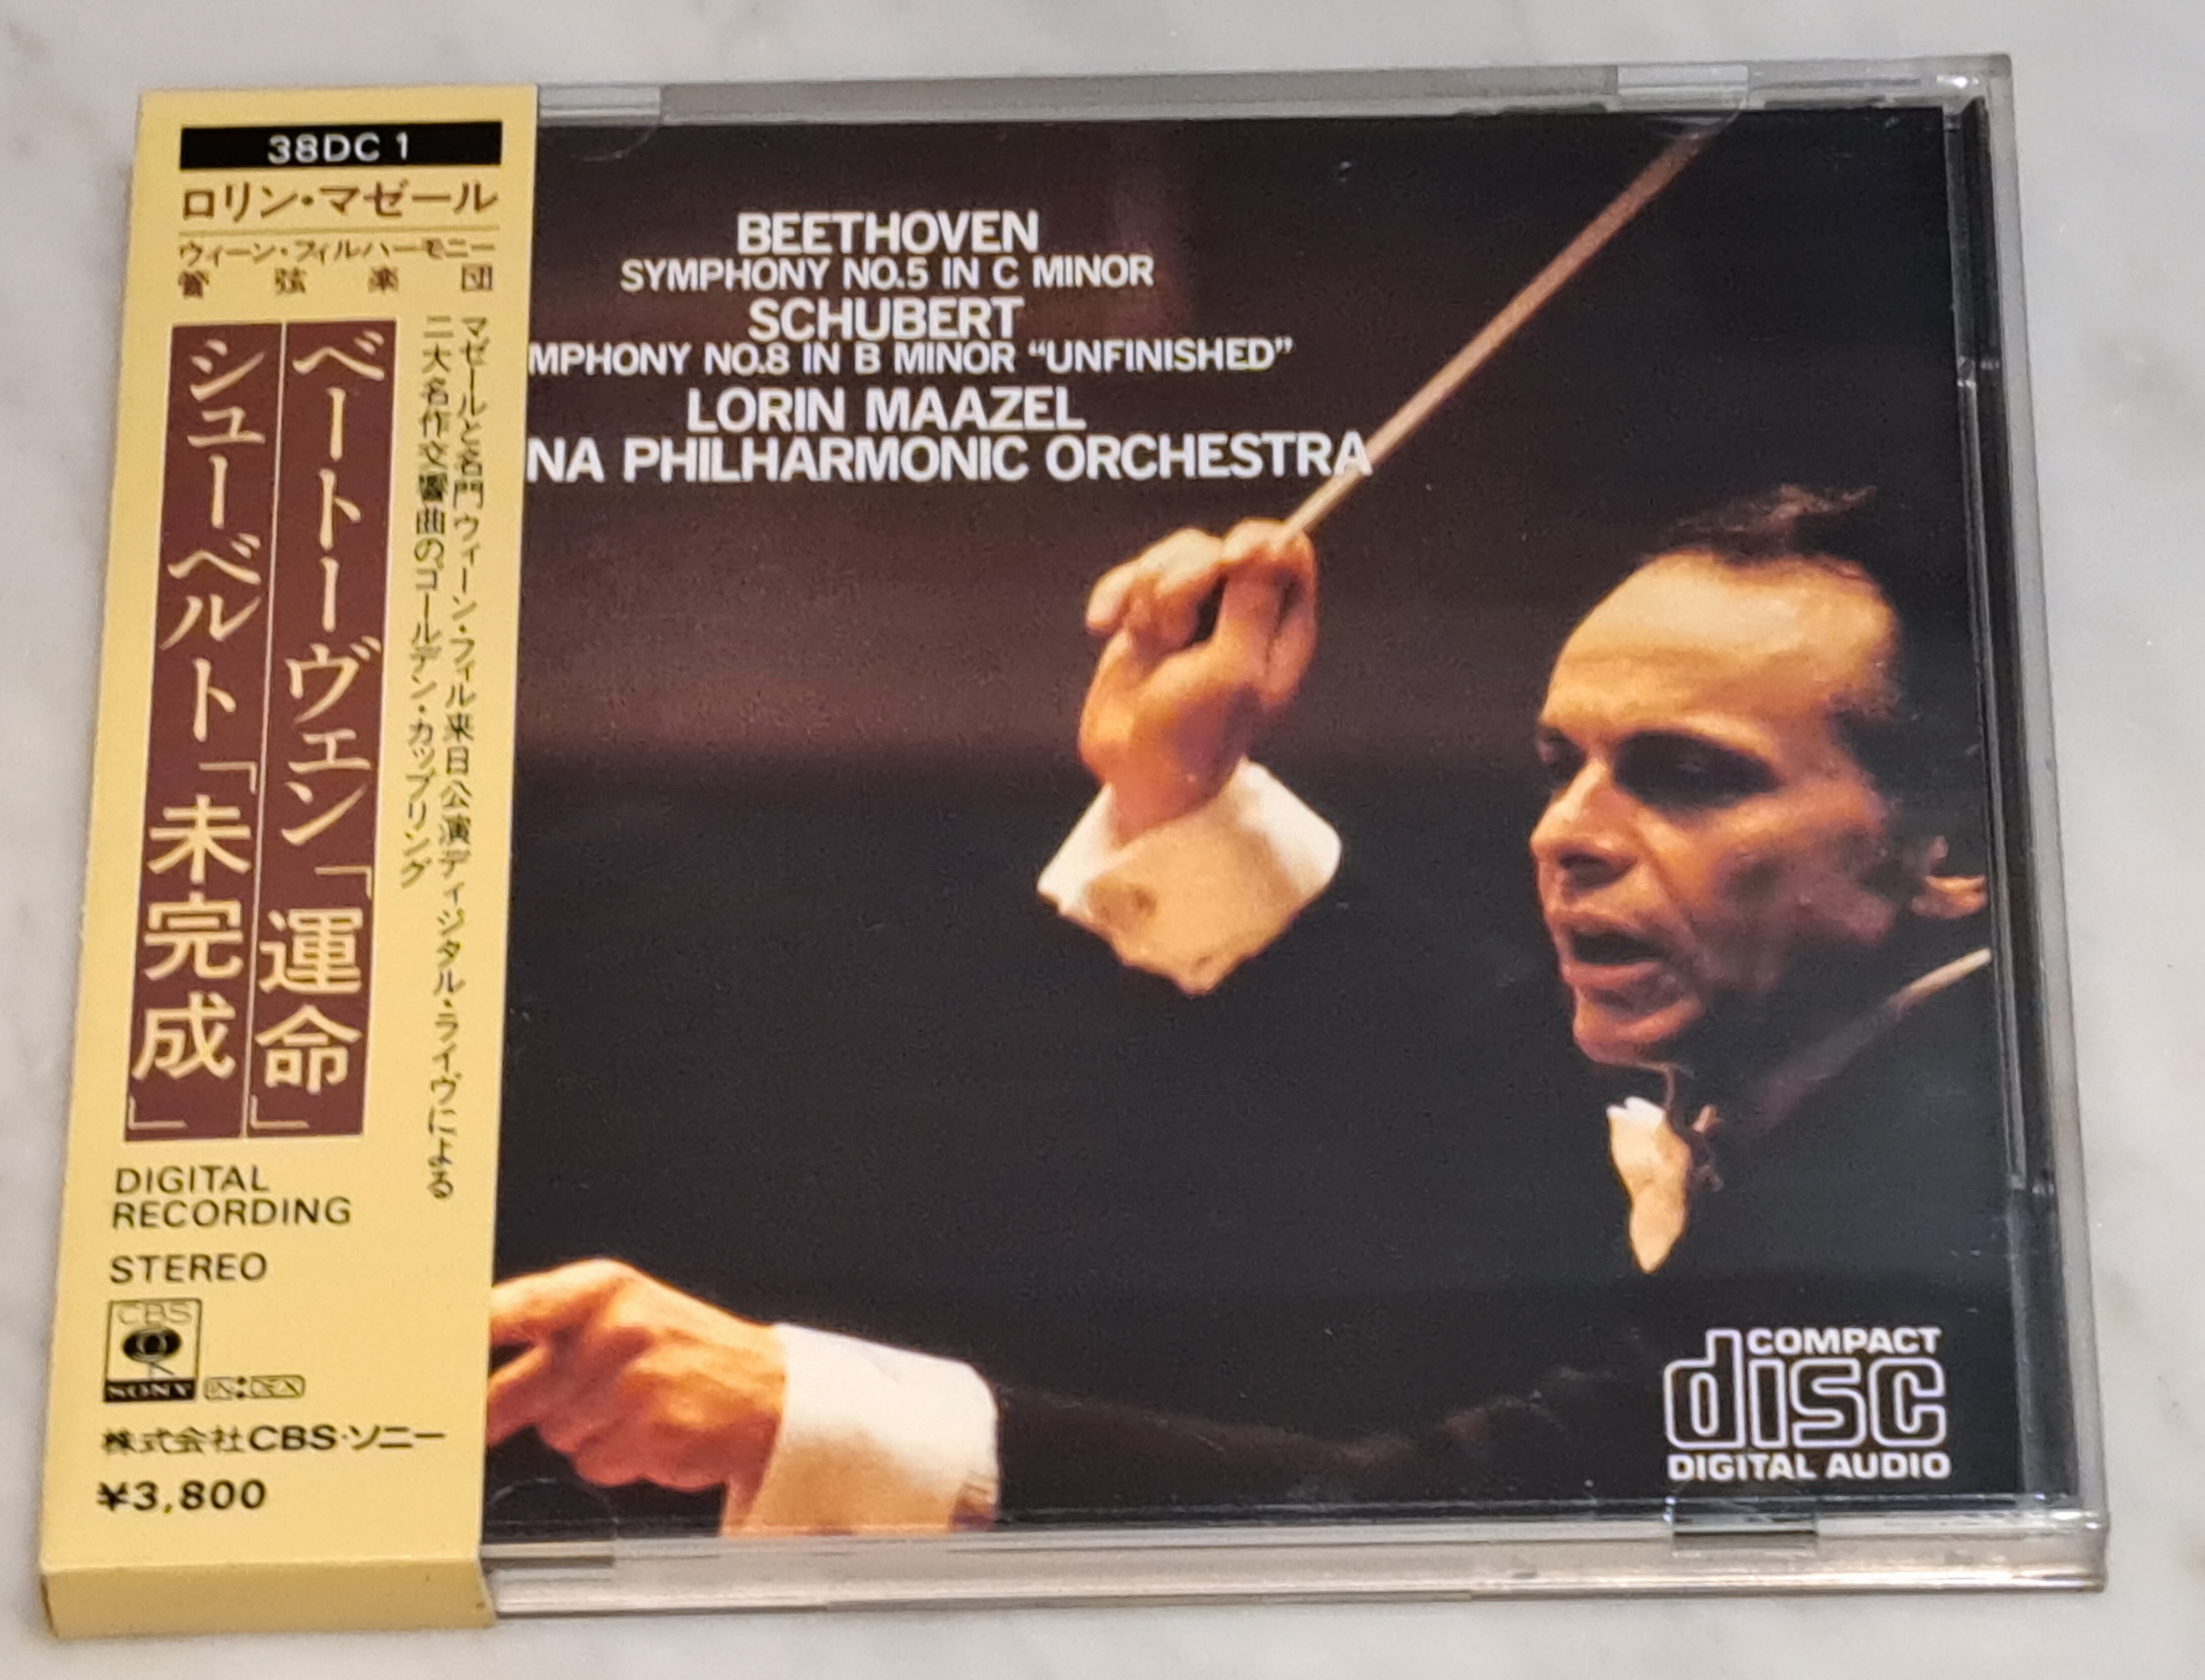 38DC 1
ロリン・マゼール
ウィーン・フィルハーモニー
管弦楽団
マゼールと名門ウィーン・フィル来日公演ディジタル・ライヴによる
二大名作交響曲のゴールデン・カップリング
ベートーヴェン「運命」
シューベルト「未完成」
DIGITAL
RECORDING
STEREO
CBS
SONY
INDEX
株式会社CBS・ソニー
¥3,800
BEETHOVEN
SYMPHONY NO.5 IN C MINOR
SCHUBERT
MPHONY NO.8 IN B MINOR “UNFINISHED”
LORIN MAAZEL
NA PHILHARMONIC ORCHESTRA
COMPACT
disc
DIGITAL AUDIO